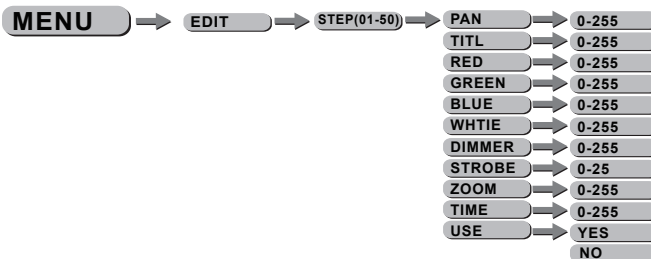 MENU EDIT STEP(01-50) PAN 0-255
TITL 0-255
RED 0-255
GREEN 0-255
BLUE 0-255
WHTIE 0-255
DIMMER 0-255
STROBE 0-25
ZOOM 0-255
TIME 0-255
USE YES
NO